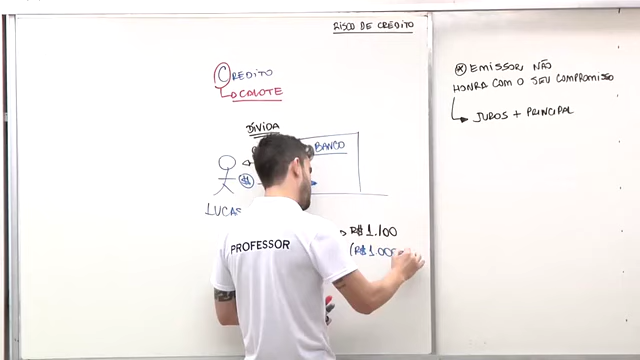 RISCO DE CRÉDITO
CREDITO
CALOTE
DÍVIDA
BANCO
$
LUCAS
R$ 1.100
(R$ 1.000
PROFESSOR
* EMISSOR NÃO
HONRA COM O SEU COMPROMISSO
JUROS + PRINCIPAL